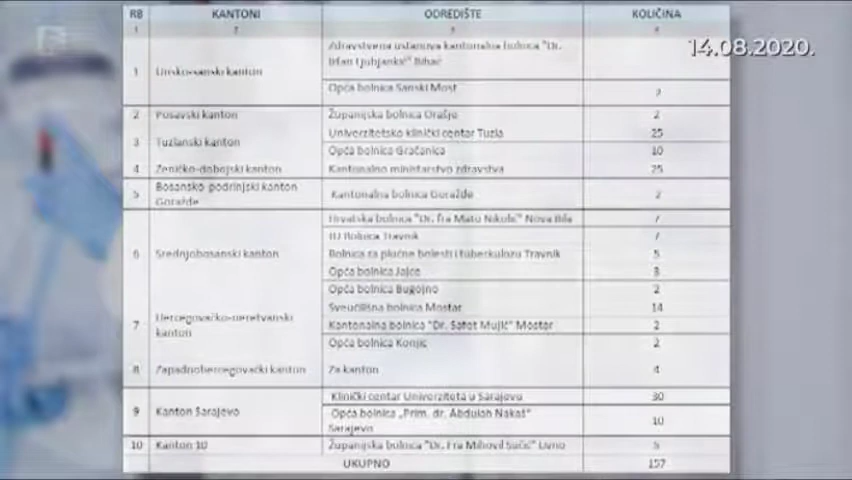 RB KANTONI ODREDIŠTE KOLIČINA
1 2 3 4
14.08.2020.
Zdravstvena ustanova kantonalna bolnica "Dr.
Irfan Ljubijankić" Bihać
1 Unsko-sanski kanton
Opća bolnica Sanski Most 2
2 Posavski kanton Županijska bolnica Orašje 2
3 Tuzlanski kanton Univerzitetsko klinički centar Tuzla 25
Opća bolnica Gračanica 10
4 Zeničko-dobojski kanton Kantonalno ministarstvo zdravstva 25
5 Bosansko-podrinjski kanton
Goražde Kantonalna bolnica Goražde 2
Hrvatska bolnica "Dr. fra Mato Nikolić" Nova Bila 7
JU Bolnica Travnik 7
6 Srednjobosanski kanton Bolnica za plućne bolesti i tuberkulozu Travnik 5
Opća bolnica Jajce 3
Opća bolnica Bugojno 2
7 Hercegovačko-neretvanski
kanton
Sveučilišna bolnica Mostar 14
Kantonalna bolnica "Dr. Safet Mujić" Mostar 2
Opća bolnica Konjic 2
8 Zapadnohercegovački kanton Za kanton 4
9 Kanton Sarajevo Klinički centar Univerziteta u Sarajevu 30
Opća bolnica „Prim. dr. Abdulah Nakaš"
Sarajevo 10
10 Kanton 10 Županijska bolnica "Dr. Fra Mihovil Sučić" Livno 5
UKUPNO 157